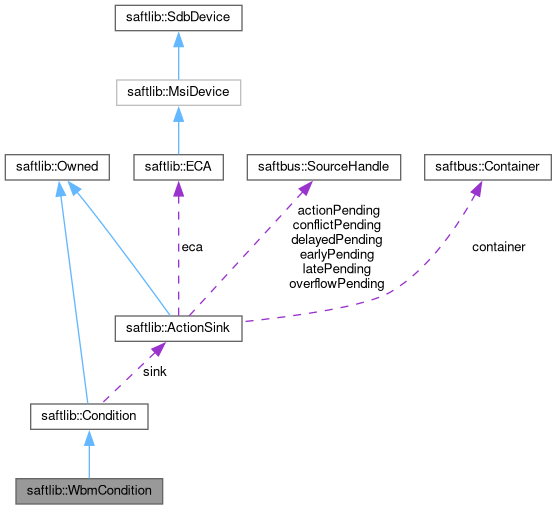 saftlib::SdbDevice
saftlib::MsiDevice
saftlib::Owned
saftlib::ECA
saftbus::SourceHandle
saftbus::Container
actionPending
conflictPending
delayedPending
earlyPending
latePending
overflowPending
eca
container
saftlib::ActionSink
sink
saftlib::Condition
saftlib::WbmCondition